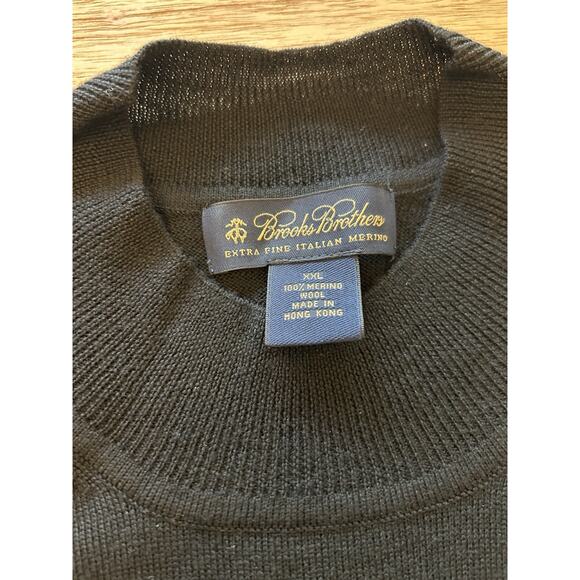 Brooks Brothers
EXTRA FINE ITALIAN MERINO
XXL
100% MERINO
WOOL
MADE IN
HONG KONG